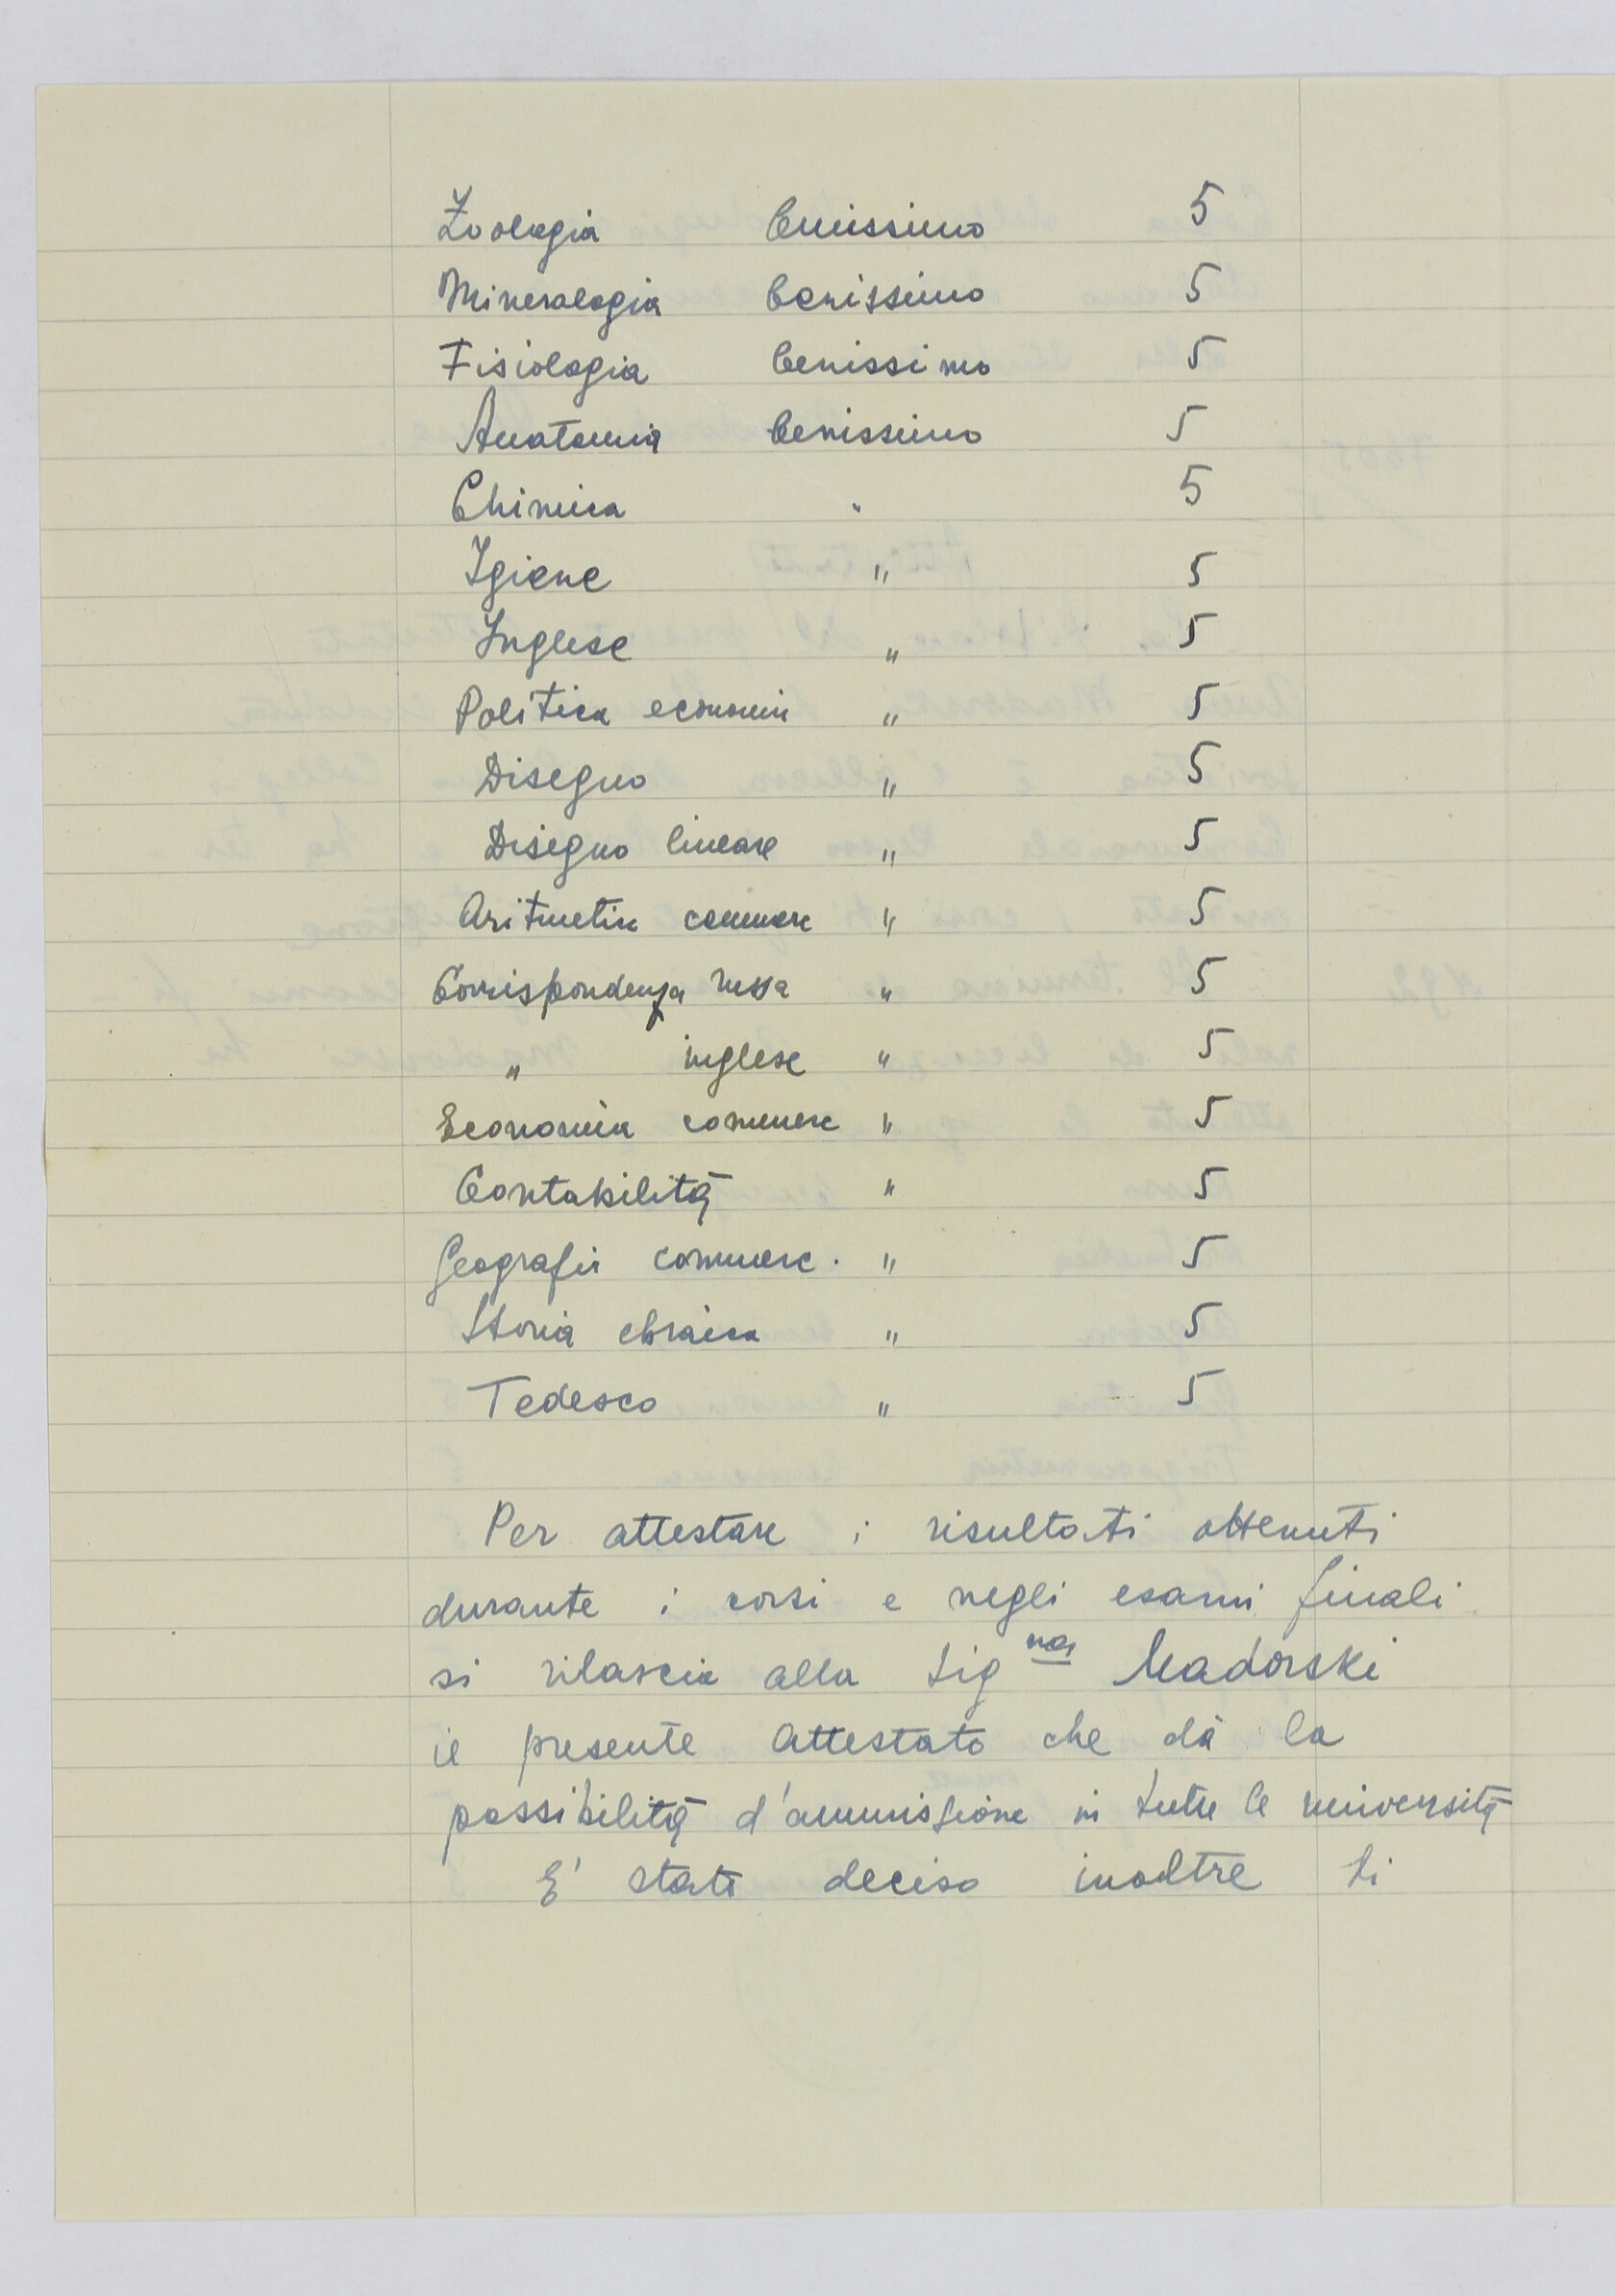 Zoologia benissimo 5
Mineralogia benissimo 5
Fisiologia benissimo 5
Anatomia benissimo 5
Chimica " 5
Igiene " 5
Inglese " 5
Politica economia " 5
Disegno " 5
Disegno lineare " 5
Aritmetica commerc " 5
Corrispondenza russa " 5
" inglese " 5
Economia commerc " 5
Contabilità " 5
Geografia commerc. " 5
Storia ebraica " 5
Tedesco " 5
Per attestare i risultati ottenuti
durante i corsi e negli esami finali
si rilascia alla Sig na Madorski
il presente attestato che dà la
possibilità d'ammissione in tutte le università
E' stato deciso inoltre di